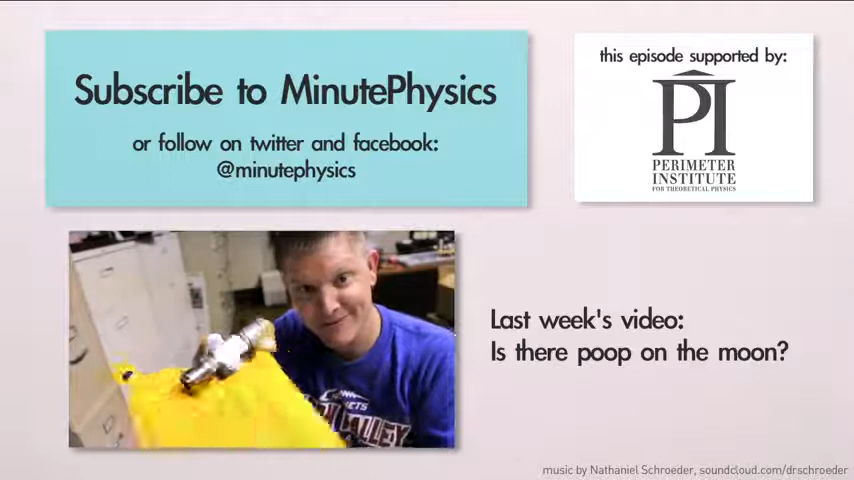 Subscribe to MinutePhysics
or follow on twitter and facebook:
@minutephysics
this episode supported by:
PI
PERIMETER
INSTITUTE
FOR THEORETICAL PHYSICS
Last week's video:
Is there poop on the moon?
VALLEY
music by Nathaniel Schroeder, soundcloud.com/drschroeder